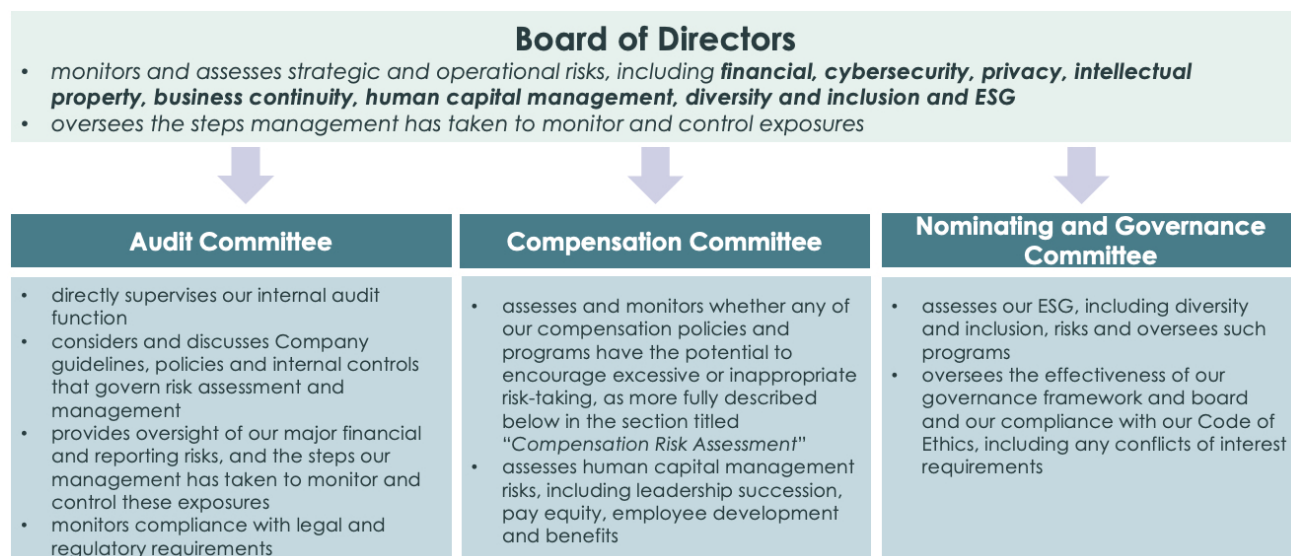 Board of Directors
• monitors and assesses strategic and operational risks, including financial, cybersecurity, privacy, intellectual
property, business continuity, human capital management, diversity and inclusion and ESG
• oversees the steps management has taken to monitor and control exposures
Audit Committee
• directly supervises our internal audit
function
• considers and discusses Company
guidelines, policies and internal controls
that govern risk assessment and
management
• provides oversight of our major financial
and reporting risks, and the steps our
management has taken to monitor and
control these exposures
• monitors compliance with legal and
regulatory requirements
Compensation Committee
• assesses and monitors whether any of
our compensation policies and
programs have the potential to
encourage excessive or inappropriate
risk-taking, as more fully described
below in the section titled
“Compensation Risk Assessment”
• assesses human capital management
risks, including leadership succession,
pay equity, employee development
and benefits
Nominating and Governance
Committee
• assesses our ESG, including diversity
and inclusion, risks and oversees such
programs
• oversees the effectiveness of our
governance framework and board
and our compliance with our Code of
Ethics, including any conflicts of interest
requirements